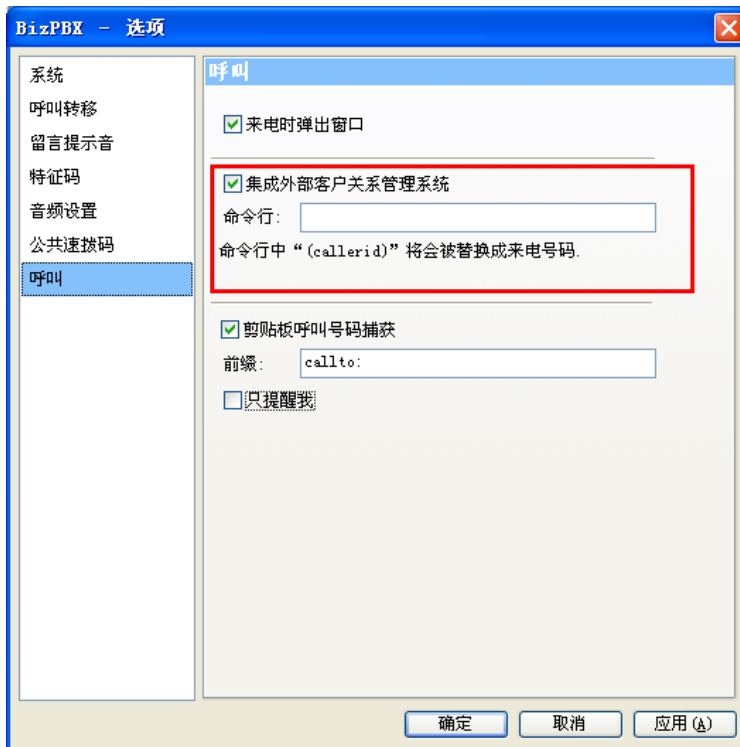 BizPBX － 选项
系统
呼叫转移
留言提示音
特征码
音频设置
公共速拨码
呼叫
呼叫
来电时弹出窗口
集成外部客户关系管理系统
命令行:
命令行中“(callerid)”将会被替换成来电号码.
剪贴板呼叫号码捕获
前缀: callto:
只提醒我
确定 取消 应用(A)